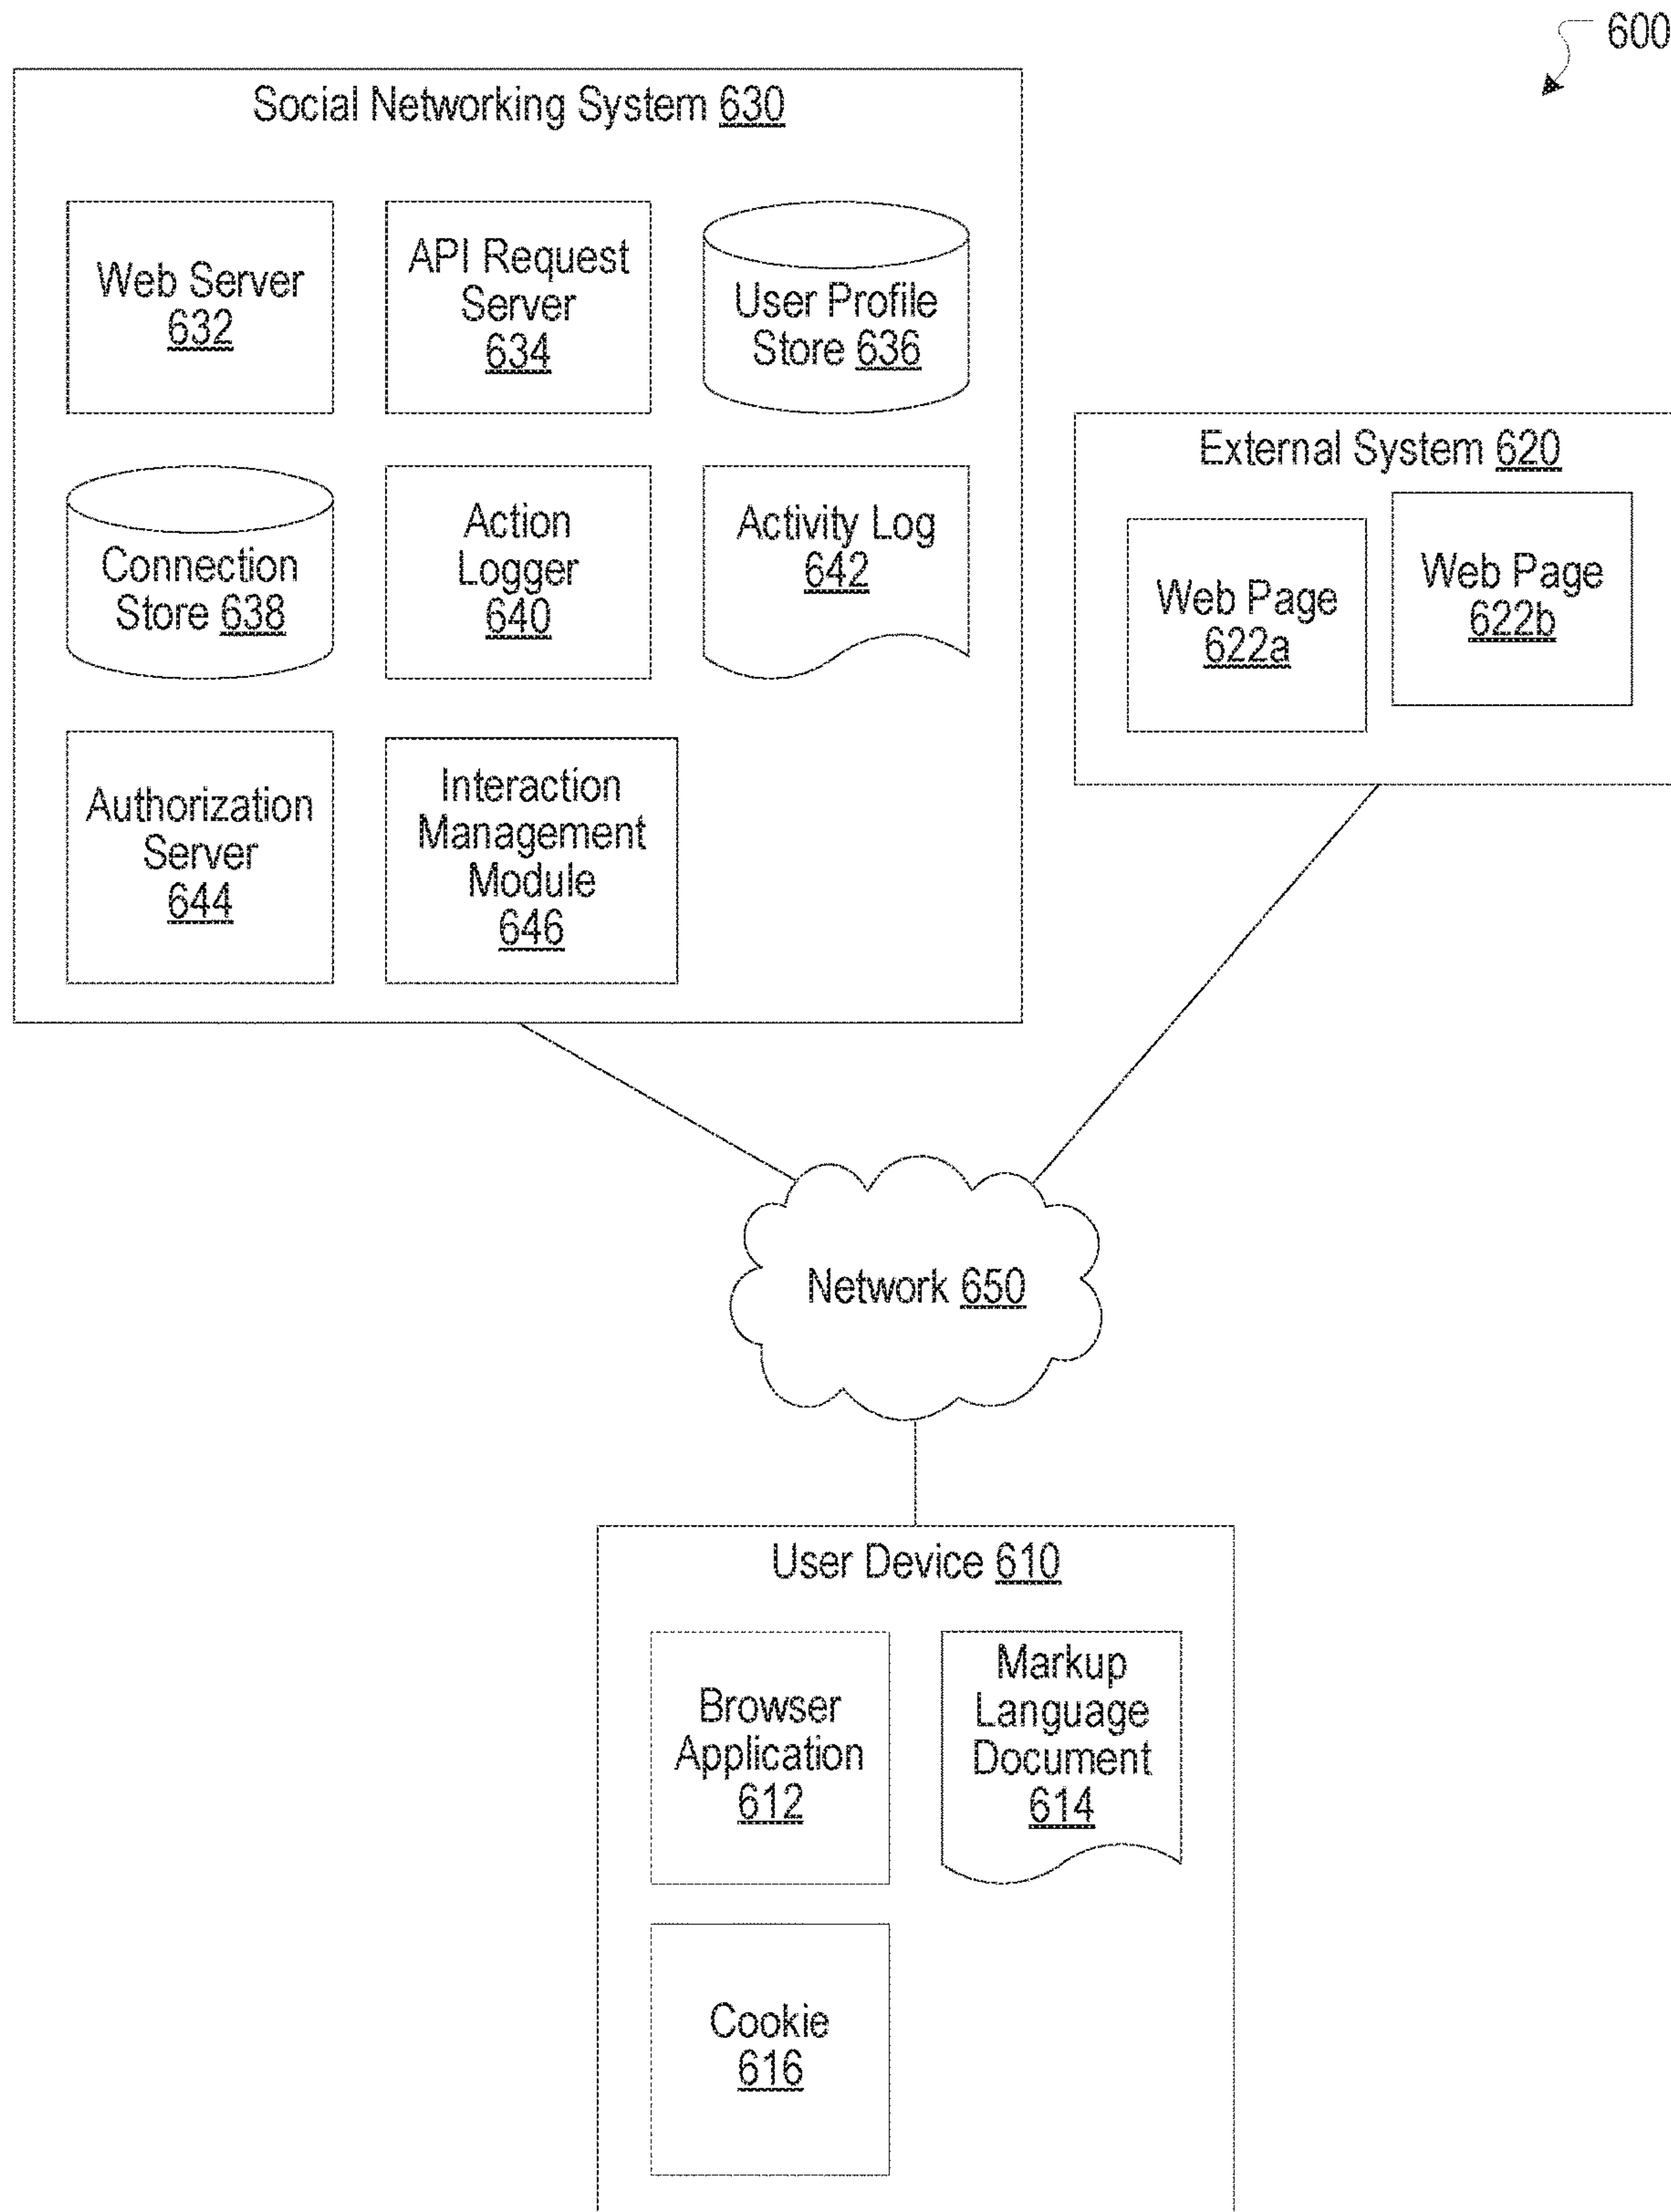 600
Social Networking System 630
Web Server
632
API Request
Server
634
User Profile
Store 636
Connection
Store 638
Action
Logger
640
Activity Log
642
Authorization
Server
644
Interaction
Management
Module
646
External System 620
Web Page
622a
Web Page
622b
Network 650
User Device 610
Browser
Application
612
Markup
Language
Document
614
Cookie
616